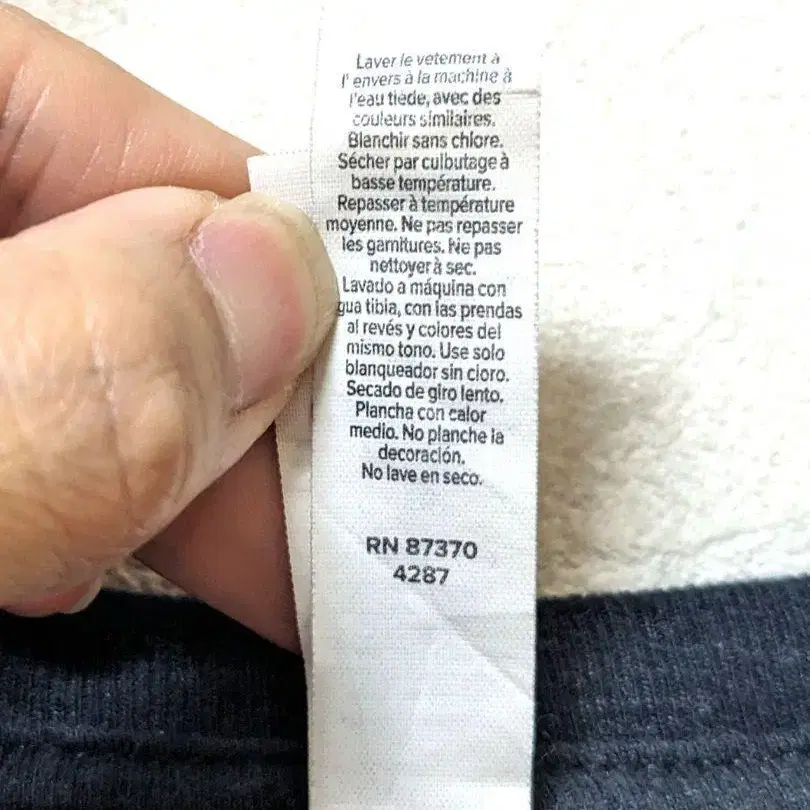 Laver le vetement à
l'envers à la machine à
l'eau tiède, avec des
couleurs similaires.
Blanchir sans chlore.
Sécher par culbutage à
basse température.
Repasser à température
moyenne. Ne pas repasser
les garnitures. Ne pas
nettoyer à sec.
Lavado a máquina con
gua tibia, con las prendas
al revés y colores del
mismo tono. Use solo
blanqueador sin cloro.
Secado de giro lento.
Plancha con calor
medio. No planche la
decoración.
No lave en seco.
RN 87370
4287